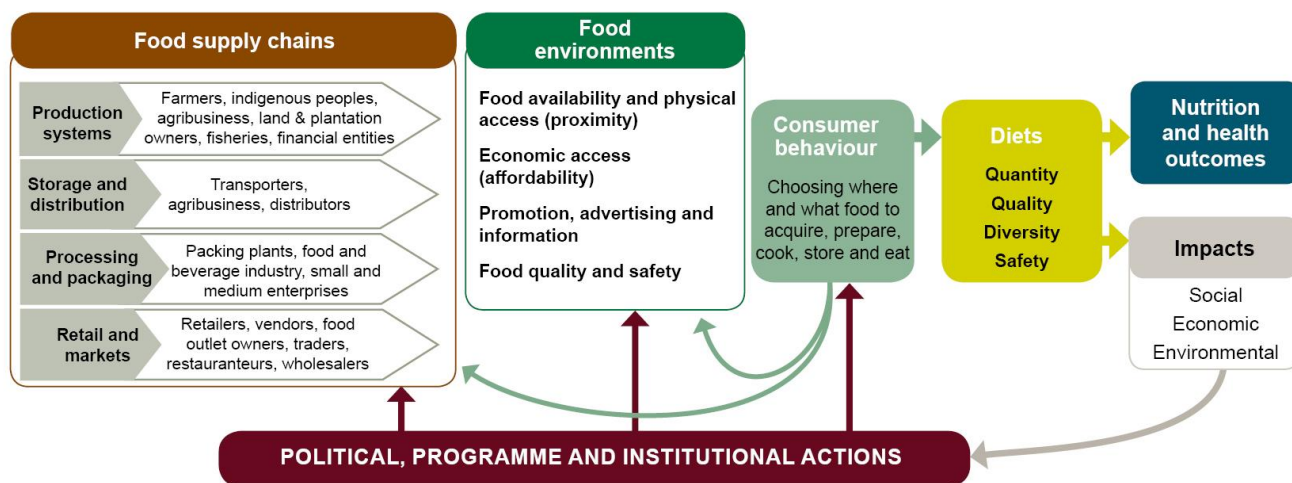 Food supply chains
Production
systems
Farmers, indigenous peoples,
agribusiness, land & plantation
owners, fisheries, financial entities
Storage and
distribution
Transporters,
agribusiness, distributors
Processing
and packaging
Packing plants, food and
beverage industry, small and
medium enterprises
Retail and
markets
Retailers, vendors, food
outlet owners, traders,
restauranteurs, wholesalers
Food
environments
Food availability and physical
access (proximity)
Economic access
(affordability)
Promotion, advertising and
information
Food quality and safety
Consumer
behaviour
Choosing where
and what food to
acquire, prepare,
cook, store and eat
Diets
Quantity
Quality
Diversity
Safety
Nutrition
and health
outcomes
Impacts
Social
Economic
Environmental
POLITICAL, PROGRAMME AND INSTITUTIONAL ACTIONS